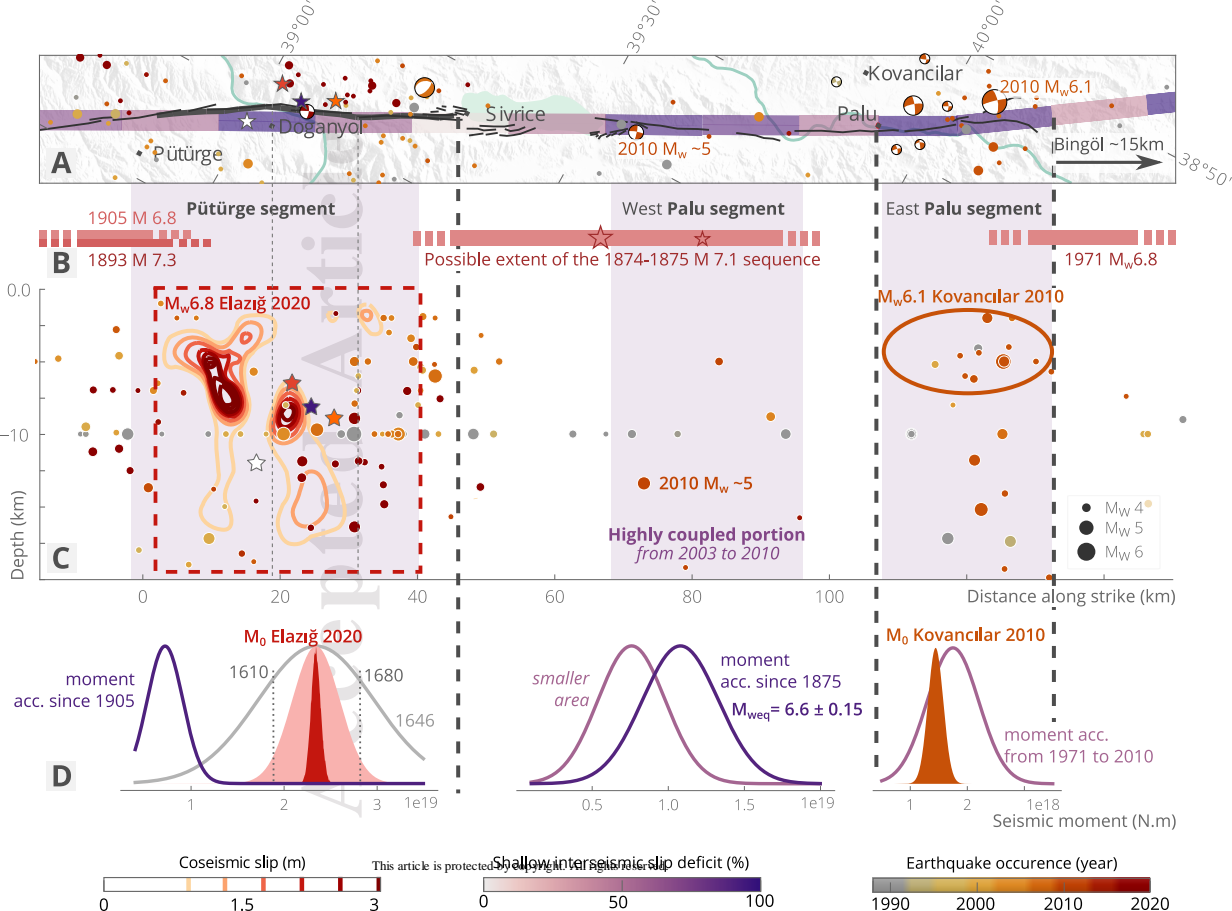 39°00'
39°30'
40°00'
38°50'
Kovancilar
2010 Mw6.1
Sivrice
Palu
Doganyol
2010 Mw ~5
Bingöl ~15km
Pütürge
A
Pütürge segment
West Palu segment
East Palu segment
1905 M 6.8
1893 M 7.3
B
Possible extent of the 1874-1875 M 7.1 sequence
1971 Mw6.8
0.0
Mw6.8 Elazığ 2020
Mw6.1 Kovancılar 2010
−10
2010 Mw ~5
Mw 4
Mw 5
Mw 6
Highly coupled portion
from 2003 to 2010
Depth (km)
C
0
20
40
60
80
100
Distance along strike (km)
M0 Elazığ 2020
M0 Kovancılar 2010
1610
1680
1646
moment
acc. since 1905
smaller
area
moment
acc. since 1875
Mweq= 6.6 ± 0.15
moment acc.
from 1971 to 2010
D
1
2
3
1e19
0.5
1.0
1.5
1e19
1
2
1e18
Seismic moment (N.m)
Accepted Article
Coseismic slip (m)
0
1.5
3
This article is protected by copyright. All rights reserved.
Shallow interseismic slip deficit (%)
0
50
100
Earthquake occurence (year)
1990
2000
2010
2020